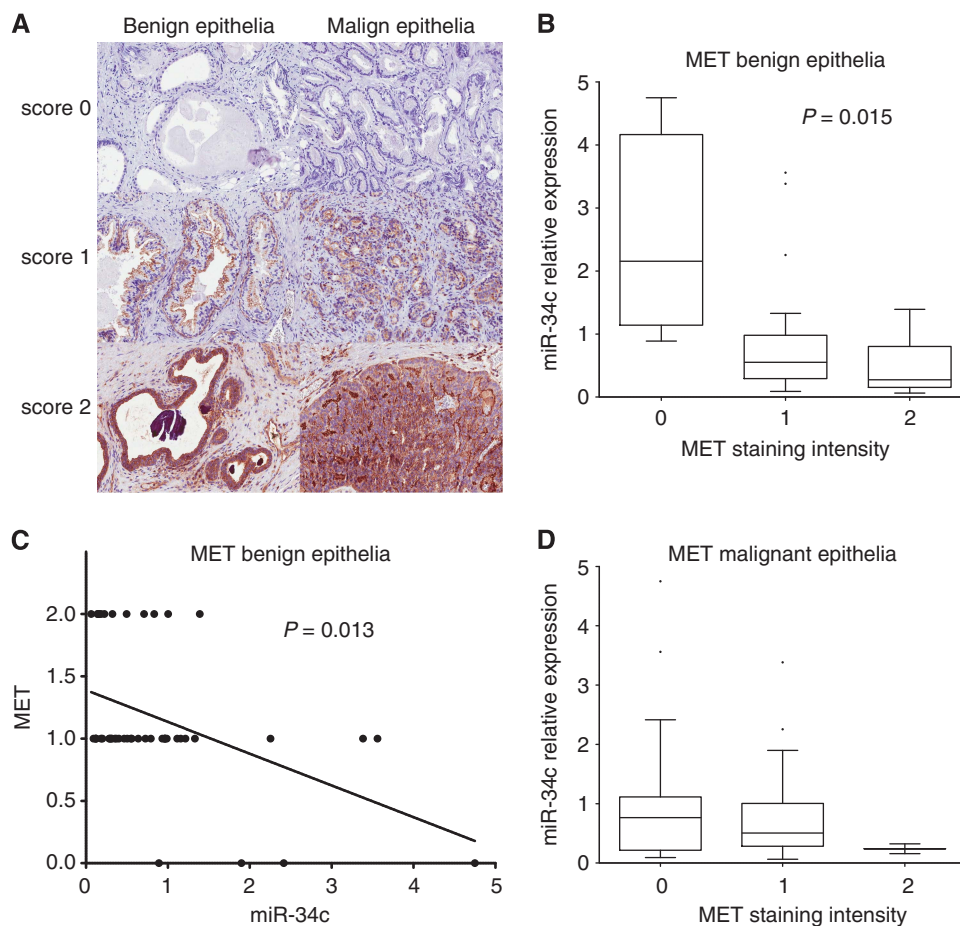 A
Benign epithelia
Malign epithelia
score 0
score 1
score 2
B
MET benign epithelia
P = 0.015
miR-34c relative expression
5
4
3
2
1
0
0 1 2
MET staining intensity
C
MET benign epithelia
P = 0.013
MET
2.0
1.5
1.0
0.5
0.0
0 1 2 3 4 5
miR-34c
D
MET malignant epithelia
miR-34c relative expression
5
4
3
2
1
0
0 1 2
MET staining intensity